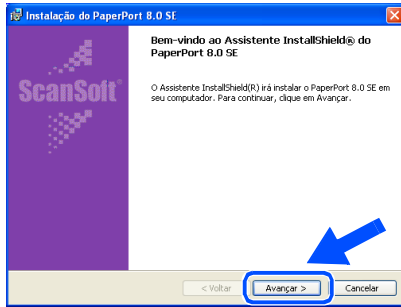 Instalação do PaperPort 8.0 SE
Bem-vindo ao Assistente InstallShield® do
PaperPort 8.0 SE
ScanSoft®
O Assistente InstallShield(R) irá instalar o PaperPort 8.0 SE em
seu computador. Para continuar, clique em Avançar.
< Voltar
Avançar >
Cancelar